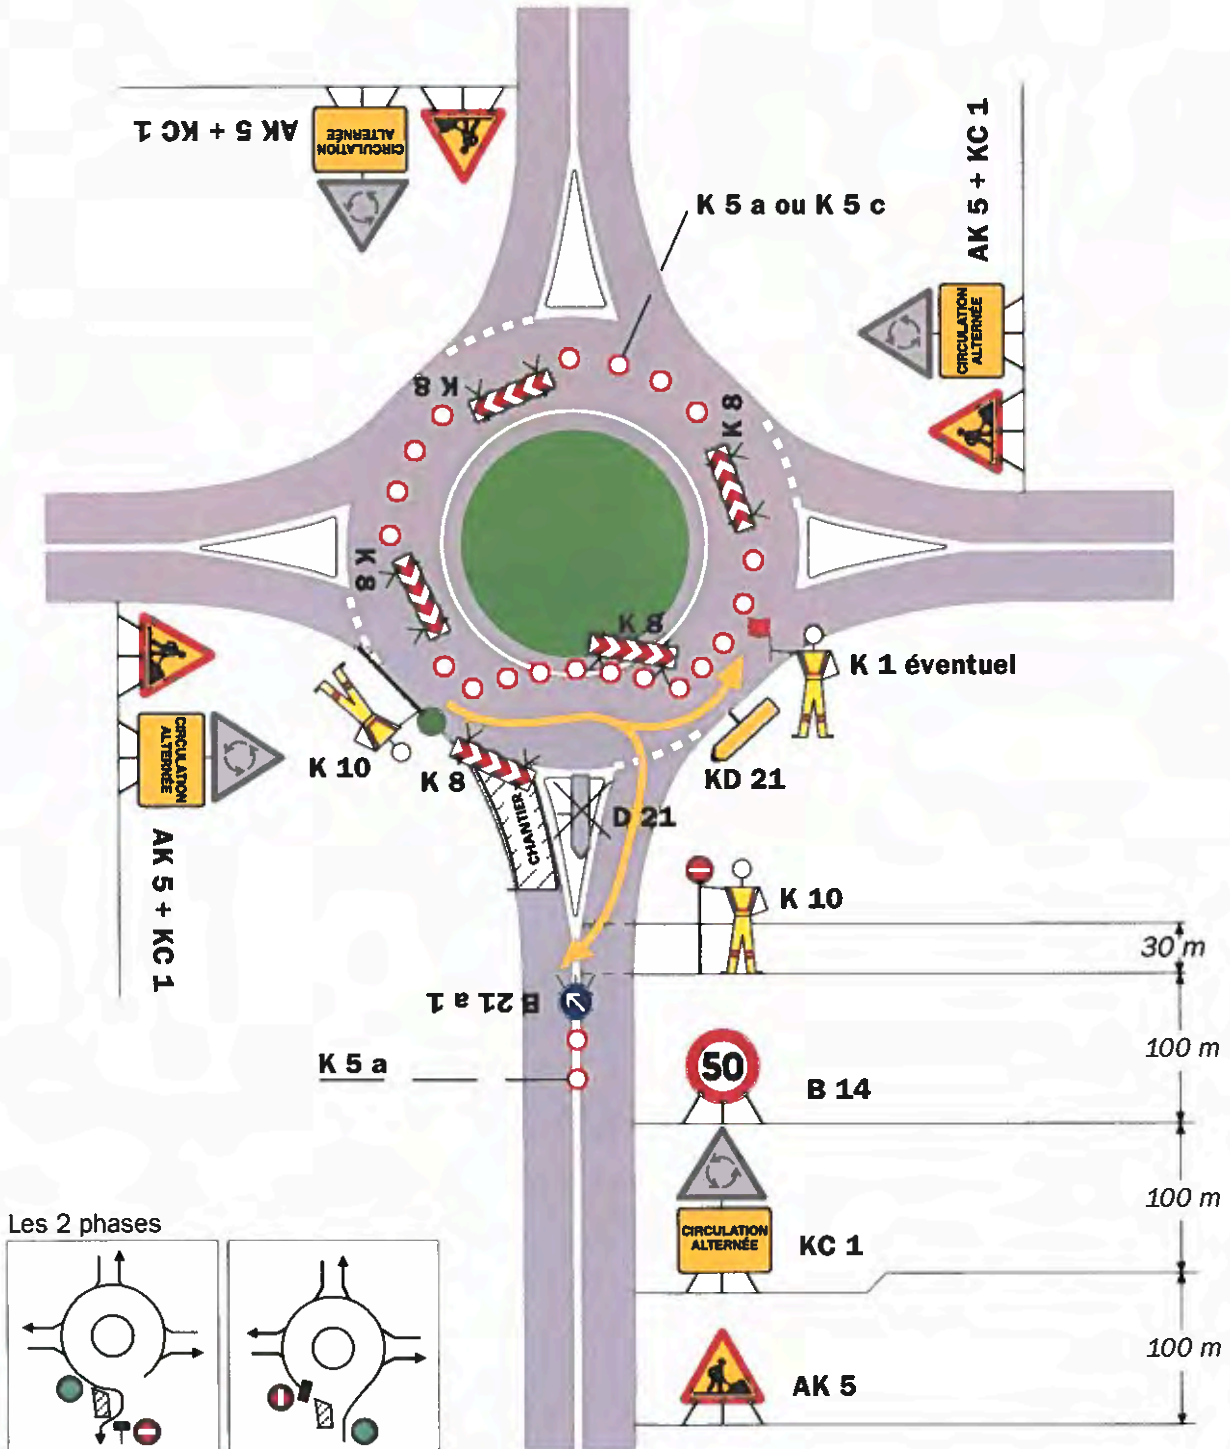 AK 5 + KC 1
CIRCULATION
ALTERNÉE
K 5 a ou K 5 c
AK 5 + KC 1
CIRCULATION
ALTERNÉE
K 8
K 8
K 8
K 8
K 1 éventuel
KD 21
K 10
K 8
CHANTIER
D 21
CIRCULATION
ALTERNÉE
AK 5 + KC 1
K 10
30 m
B 21 a 1
100 m
K 5 a
50
B 14
100 m
CIRCULATION
ALTERNÉE
KC 1
Les 2 phases
100 m
AK 5